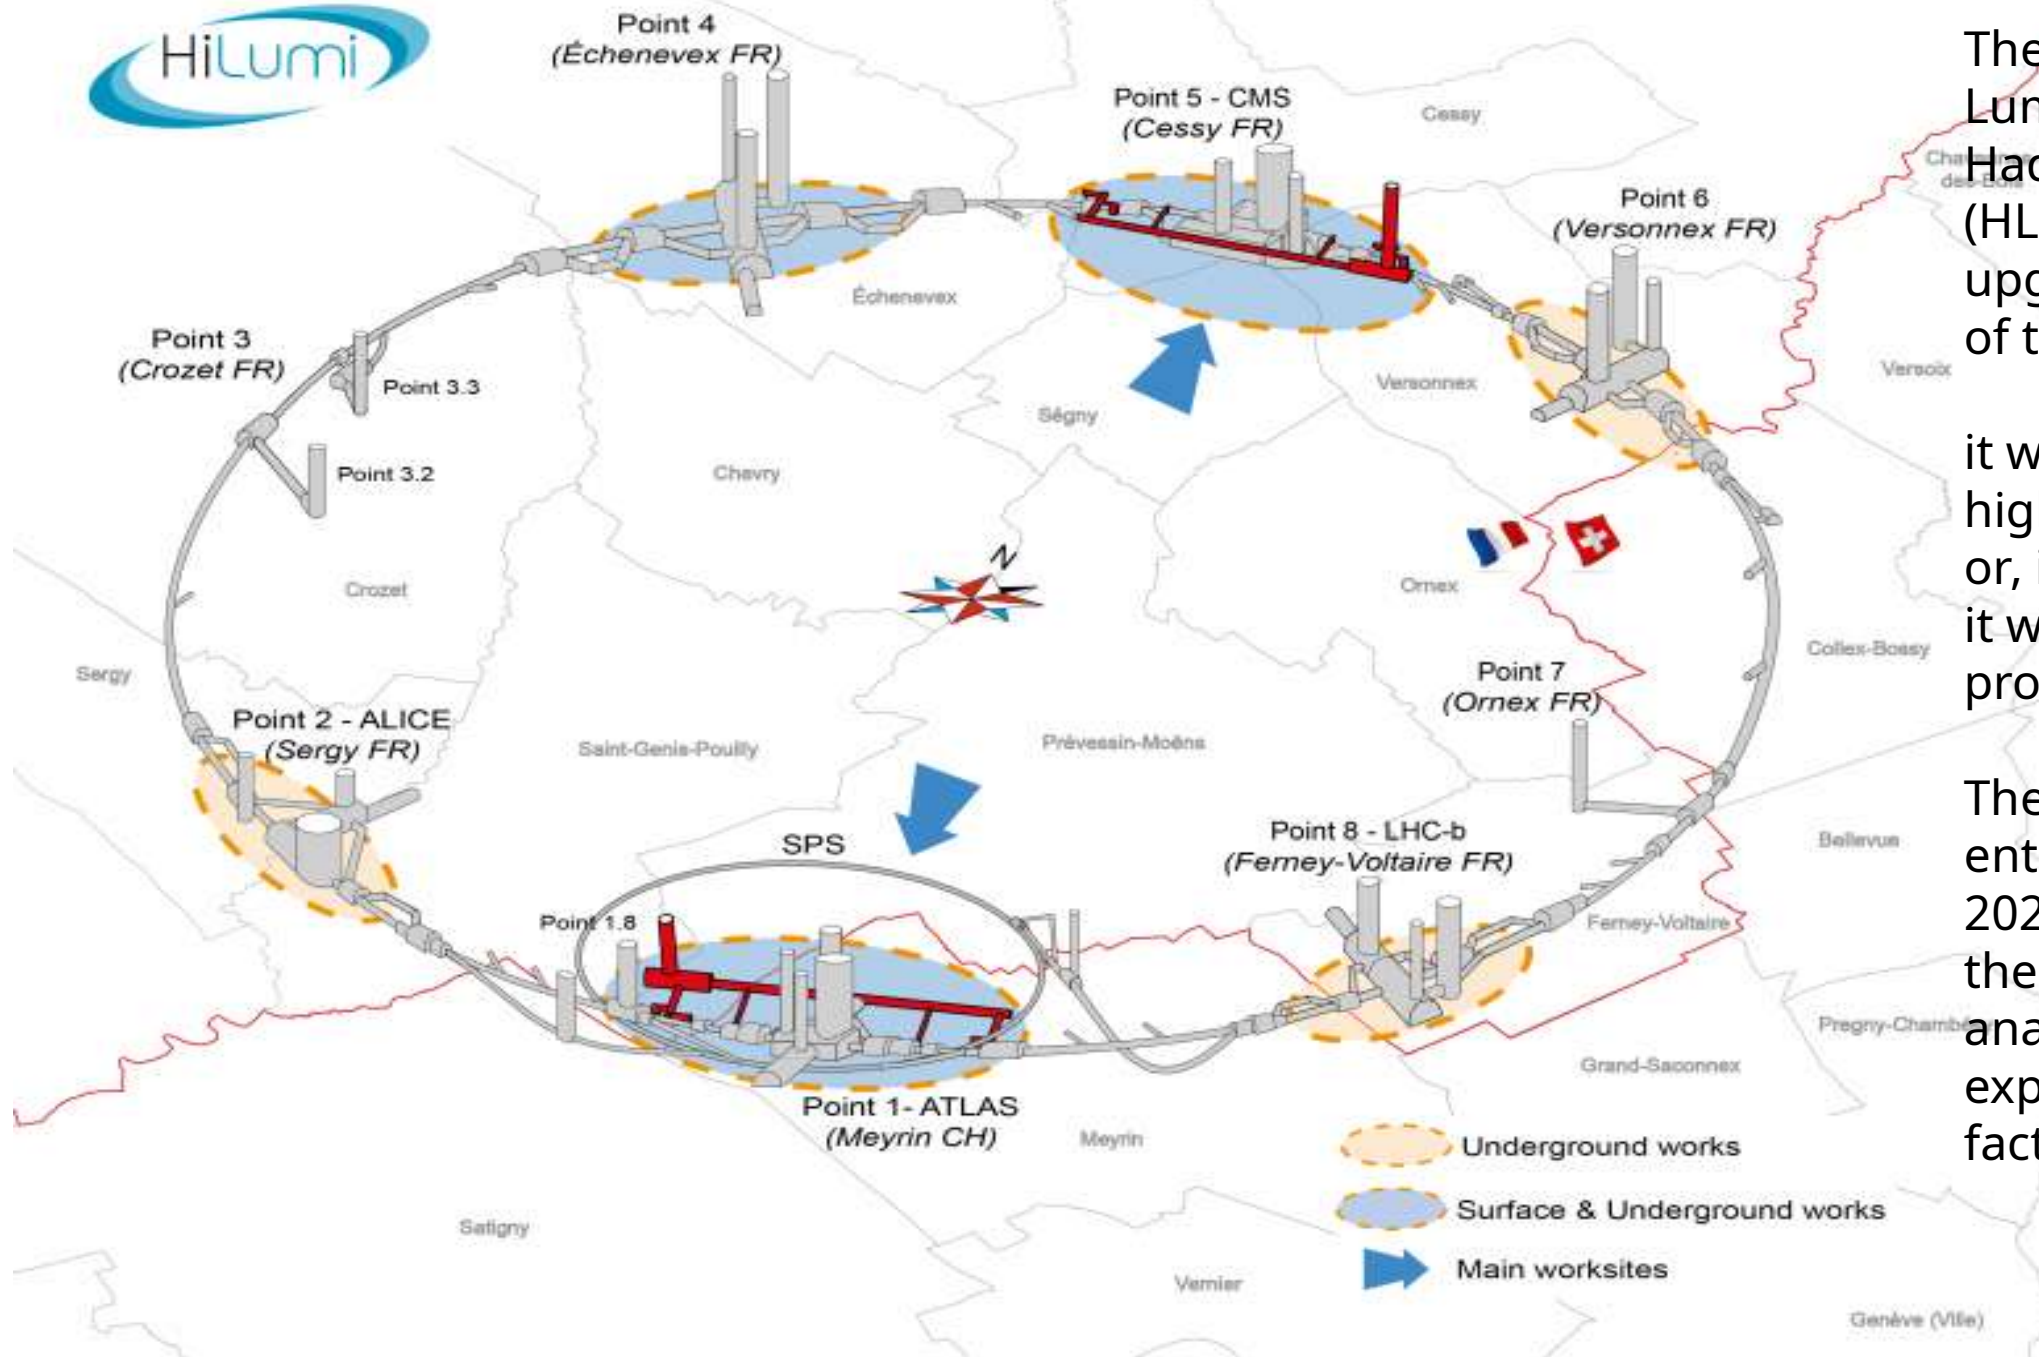 HiLumi
Point 4
(Échenevex FR)
Point 5 - CMS
(Cessy FR)
Cessy
Point 6
(Versonnex FR)
Échenevex
Point 3
(Crozet FR)
Point 3.3
Versonnex
Versoix
Ségny
Point 3.2
Chevry
N
Crozet
Ornex
Collex-Bossy
Sergy
Point 7
(Ornex FR)
Point 2 - ALICE
(Sergy FR)
Saint-Genis-Pouilly
Prévessin-Moëns
SPS
Point 8 - LHC-b
(Ferney-Voltaire FR)
Bellevue
Point 1.8
Ferney-Voltaire
Grand-Saconnex
Point 1- ATLAS
(Meyrin CH)
Meyrin
Underground works
Surface & Underground works
Main worksites
Satigny
Vernier
Genève (Ville)
The
(HL
upg
of t
it w
hig
or, i
it w
pro
The
ent
202
the
ana
exp
fact